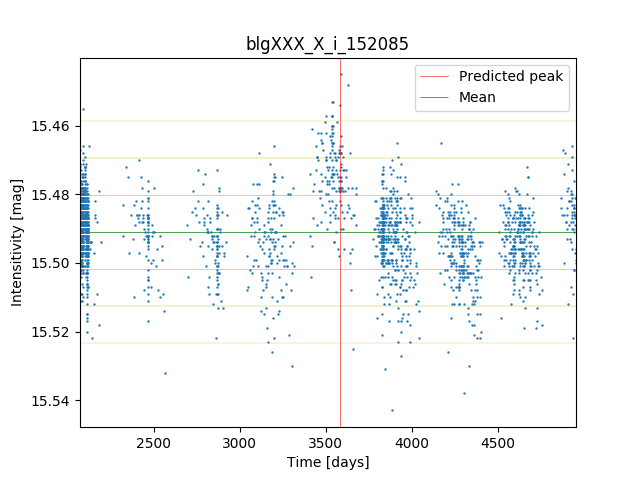 blgXXX_X_i_152085
Predicted peak
Mean
15.46
15.48
15.50
15.52
15.54
Intensitivity [mag]
2500 3000 3500 4000 4500
Time [days]